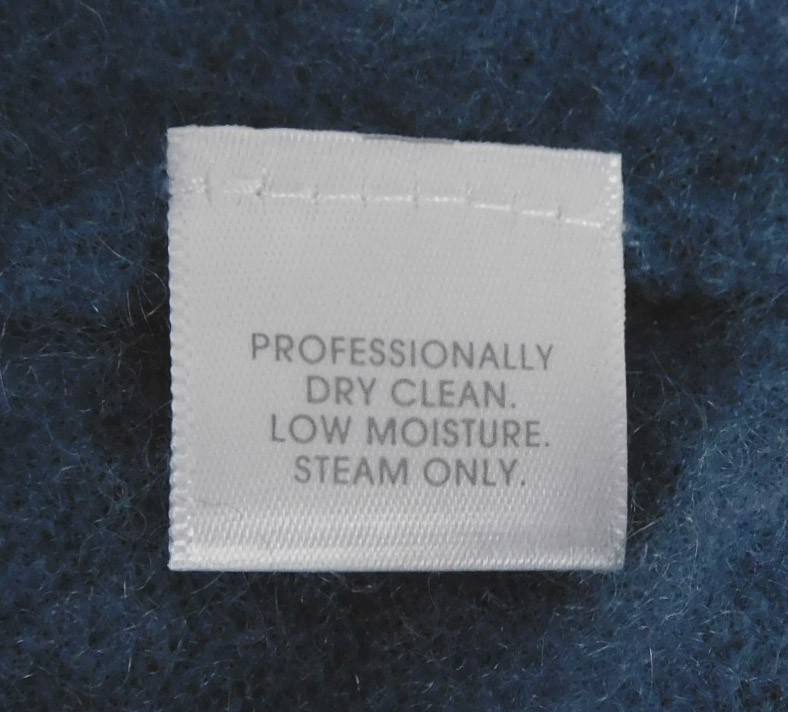 PROFESSIONALLY
DRY CLEAN.
LOW MOISTURE.
STEAM ONLY.